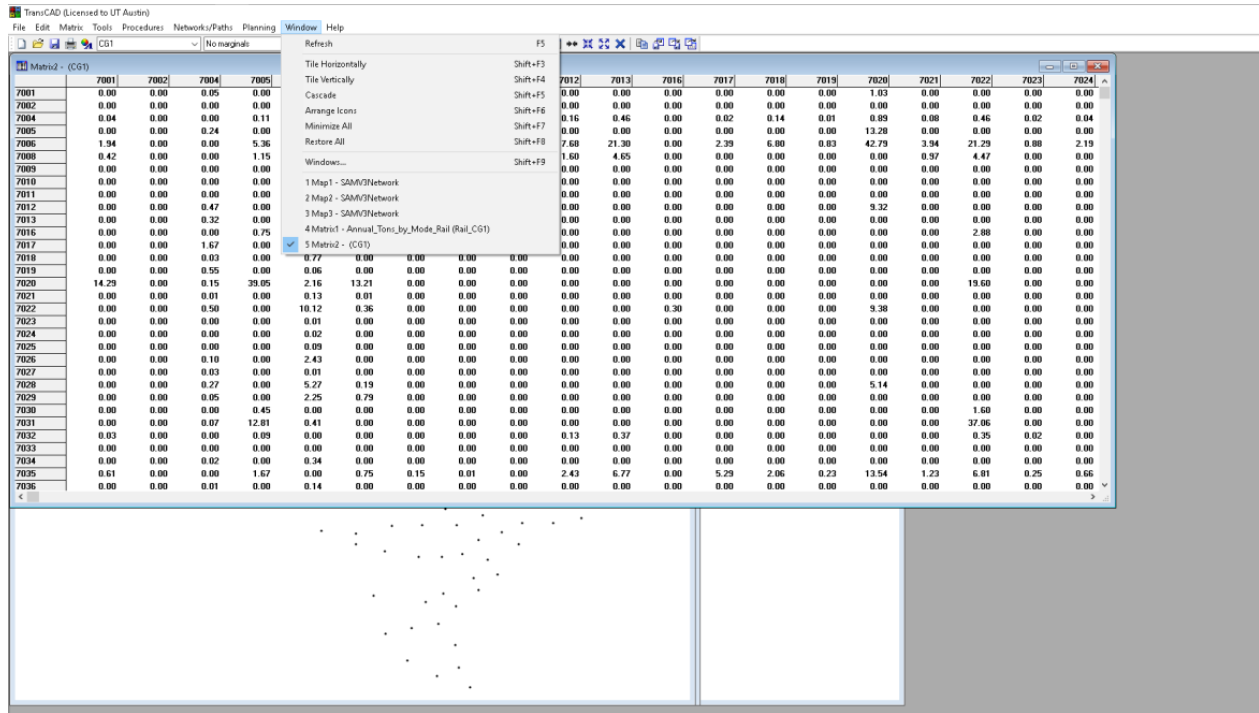 TransCAD (Licensed to UT Austin)
File Edit Matrix Tools Procedures Networks/Paths Planning Window Help
CG1 No marginals
Refresh F5
Tile Horizontally Shift+F3
Tile Vertically Shift+F4
Cascade Shift+F5
Arrange Icons Shift+F6
Minimize All Shift+F7
Restore All Shift+F8
Windows... Shift+F9
1 Map1 - SAMV3Network
2 Map2 - SAMV3Network
3 Map3 - SAMV3Network
4 Matrix1 - Annual_Tons_by_Mode_Rail (Rail_CG1)
5 Matrix2 - (CG1)
Matrix2 - (CG1)
7001 7002 7004 7005 7012 7013 7016 7017 7018 7019 7020 7021 7022 7023 7024
7001 0.00 0.00 0.05 0.00 0.00 0.00 0.00 0.00 0.00 0.00 1.03 0.00 0.00 0.00 0.00
7002 0.00 0.00 0.00 0.00 0.00 0.00 0.00 0.00 0.00 0.00 0.00 0.00 0.00 0.00 0.00
7004 0.04 0.00 0.00 0.11 0.16 0.46 0.00 0.02 0.14 0.01 0.89 0.08 0.46 0.02 0.04
7005 0.00 0.00 0.24 0.00 0.00 0.00 0.00 0.00 0.00 0.00 13.28 0.00 0.00 0.00 0.00
7006 1.94 0.00 0.00 5.36 7.68 21.30 0.00 2.39 6.80 0.83 42.79 3.94 21.29 0.88 2.19
7008 0.42 0.00 0.00 1.15 1.60 4.65 0.00 0.00 0.00 0.00 0.00 0.97 4.47 0.00 0.00
7009 0.00 0.00 0.00 0.00 0.00 0.00 0.00 0.00 0.00 0.00 0.00 0.00 0.00 0.00 0.00
7010 0.00 0.00 0.00 0.00 0.00 0.00 0.00 0.00 0.00 0.00 0.00 0.00 0.00 0.00 0.00
7011 0.00 0.00 0.00 0.00 0.00 0.00 0.00 0.00 0.00 0.00 0.00 0.00 0.00 0.00 0.00
7012 0.00 0.00 0.47 0.00 0.00 0.00 0.00 0.00 0.00 0.00 9.32 0.00 0.00 0.00 0.00
7013 0.00 0.00 0.32 0.00 0.00 0.00 0.00 0.00 0.00 0.00 0.00 0.00 0.00 0.00 0.00
7016 0.00 0.00 0.00 0.75 0.00 0.00 0.00 0.00 0.00 0.00 0.00 0.00 2.88 0.00 0.00
7017 0.00 0.00 1.67 0.00 0.00 0.00 0.00 0.00 0.00 0.00 0.00 0.00 0.00 0.00 0.00
7018 0.00 0.00 0.03 0.00 0.77 0.00 0.00 0.00 0.00 0.00 0.00 0.00 0.00 0.00 0.00 0.00 0.00 0.00 0.00 0.00
7019 0.00 0.00 0.55 0.00 0.06 0.00 0.00 0.00 0.00 0.00 0.00 0.00 0.00 0.00 0.00 0.00 0.00 0.00 0.00 0.00
7020 14.29 0.00 0.15 39.05 2.16 13.21 0.00 0.00 0.00 0.00 0.00 0.00 0.00 0.00 0.00 0.00 0.00 19.60 0.00 0.00
7021 0.00 0.00 0.01 0.00 0.13 0.01 0.00 0.00 0.00 0.00 0.00 0.00 0.00 0.00 0.00 0.00 0.00 0.00 0.00 0.00
7022 0.00 0.00 0.50 0.00 10.12 0.36 0.00 0.00 0.00 0.00 0.00 0.30 0.00 0.00 0.00 9.38 0.00 0.00 0.00 0.00
7023 0.00 0.00 0.00 0.00 0.01 0.00 0.00 0.00 0.00 0.00 0.00 0.00 0.00 0.00 0.00 0.00 0.00 0.00 0.00 0.00
7024 0.00 0.00 0.00 0.00 0.02 0.00 0.00 0.00 0.00 0.00 0.00 0.00 0.00 0.00 0.00 0.00 0.00 0.00 0.00 0.00
7025 0.00 0.00 0.00 0.00 0.09 0.00 0.00 0.00 0.00 0.00 0.00 0.00 0.00 0.00 0.00 0.00 0.00 0.00 0.00 0.00
7026 0.00 0.00 0.10 0.00 2.43 0.00 0.00 0.00 0.00 0.00 0.00 0.00 0.00 0.00 0.00 0.00 0.00 0.00 0.00 0.00
7027 0.00 0.00 0.03 0.00 0.01 0.00 0.00 0.00 0.00 0.00 0.00 0.00 0.00 0.00 0.00 0.00 0.00 0.00 0.00 0.00
7028 0.00 0.00 0.27 0.00 5.27 0.19 0.00 0.00 0.00 0.00 0.00 0.00 0.00 0.00 0.00 5.14 0.00 0.00 0.00 0.00
7029 0.00 0.00 0.05 0.00 2.25 0.79 0.00 0.00 0.00 0.00 0.00 0.00 0.00 0.00 0.00 0.00 0.00 0.00 0.00 0.00
7030 0.00 0.00 0.00 0.45 0.00 0.00 0.00 0.00 0.00 0.00 0.00 0.00 0.00 0.00 0.00 0.00 0.00 1.60 0.00 0.00
7031 0.00 0.00 0.07 12.81 0.41 0.00 0.00 0.00 0.00 0.00 0.00 0.00 0.00 0.00 0.00 0.00 0.00 37.06 0.00 0.00
7032 0.03 0.00 0.00 0.09 0.00 0.00 0.00 0.00 0.00 0.13 0.37 0.00 0.00 0.00 0.00 0.00 0.00 0.35 0.02 0.00
7033 0.00 0.00 0.00 0.00 0.00 0.00 0.00 0.00 0.00 0.00 0.00 0.00 0.00 0.00 0.00 0.00 0.00 0.00 0.00 0.00
7034 0.00 0.00 0.02 0.00 0.34 0.00 0.00 0.00 0.00 0.00 0.00 0.00 0.00 0.00 0.00 0.00 0.00 0.00 0.00 0.00
7035 0.61 0.00 0.00 1.67 0.00 0.75 0.15 0.01 0.00 2.43 6.77 0.00 5.29 2.06 0.23 13.54 1.23 6.81 0.25 0.66
7036 0.00 0.00 0.01 0.00 0.14 0.00 0.00 0.00 0.00 0.00 0.00 0.00 0.00 0.00 0.00 0.00 0.00 0.00 0.00 0.00